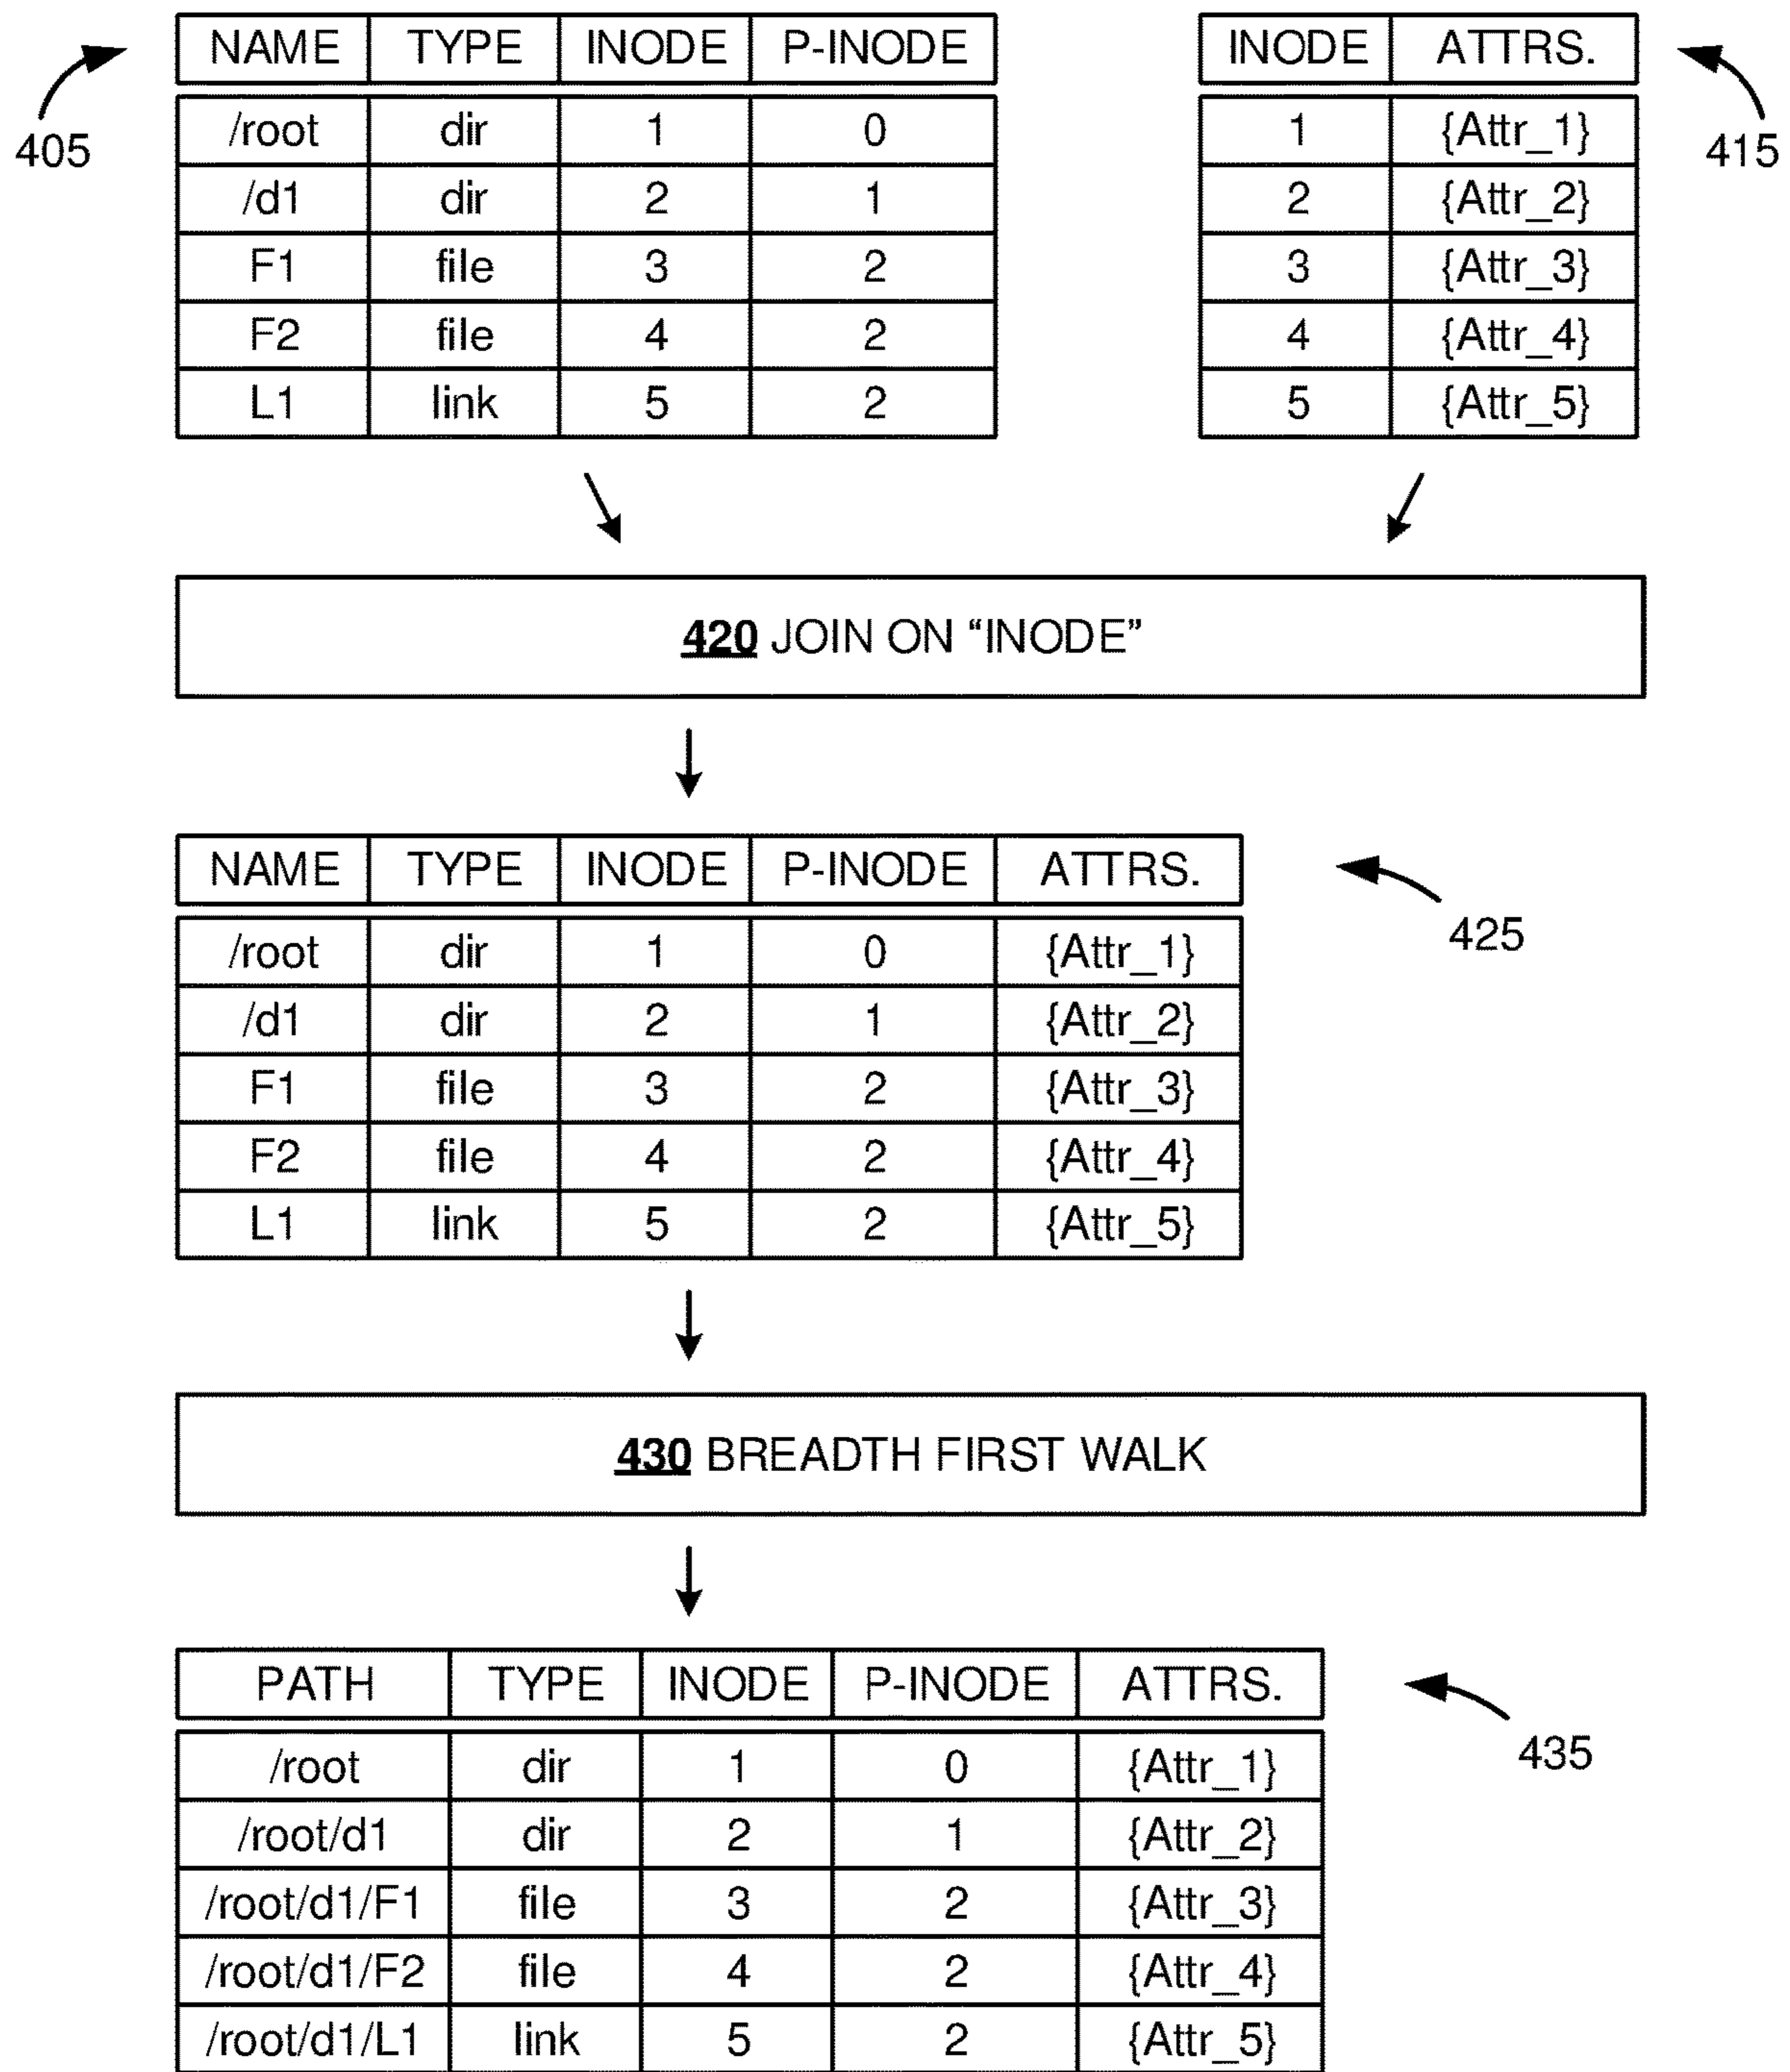 NAME TYPE INODE P-INODE INODE ATTRS.
/root dir 1 0 1 {Attr_1}
405 415
/d1 dir 2 1 2 {Attr_2}
F1 file 3 2 3 {Attr_3}
F2 file 4 2 4 {Attr_4}
L1 link 5 2 5 {Attr_5}
420 JOIN ON “INODE”
NAME TYPE INODE P-INODE ATTRS.
425
/root dir 1 0 {Attr_1}
/d1 dir 2 1 {Attr_2}
F1 file 3 2 {Attr_3}
F2 file 4 2 {Attr_4}
L1 link 5 2 {Attr_5}
430 BREADTH FIRST WALK
PATH TYPE INODE P-INODE ATTRS.
435
/root dir 1 0 {Attr_1}
/root/d1 dir 2 1 {Attr_2}
/root/d1/F1 file 3 2 {Attr_3}
/root/d1/F2 file 4 2 {Attr_4}
/root/d1/L1 link 5 2 {Attr_5}